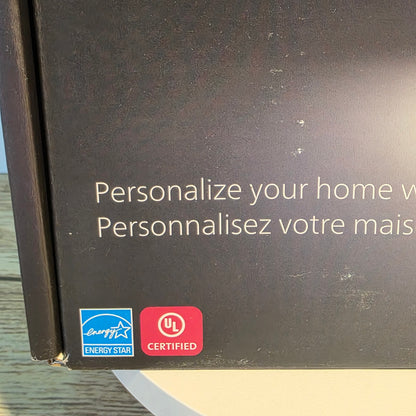 Personalize your home w
Personnalisez votre mais
energy
ENERGY STAR
UL
CERTIFIED